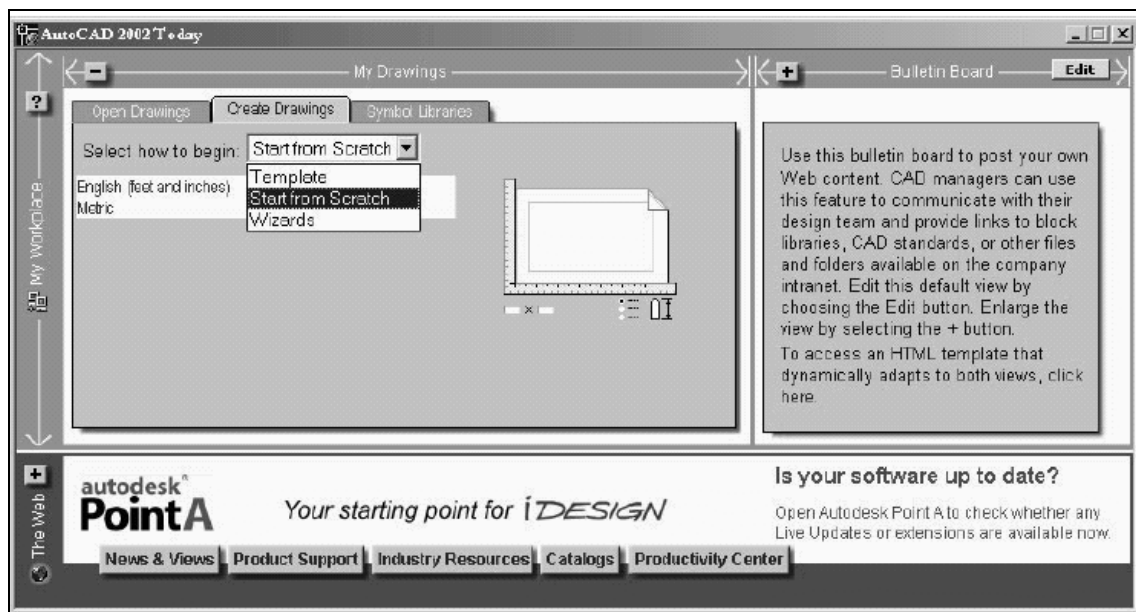 AutoCAD 2002 Today
My Drawings
Bulletin Board
Edit
My Workplace
Open Drawings
Create Drawings
Symbol Libraries
Select how to begin: Start from Scratch
Template
Start from Scratch
Wizards
English (feet and inches)
Metric
Use this bulletin board to post your own
Web content. CAD managers can use
this feature to communicate with their
design team and provide links to block
libraries, CAD standards, or other files
and folders available on the company
intranet. Edit this default view by
choosing the Edit button. Enlarge the
view by selecting the + button.
To access an HTML template that
dynamically adapts to both views, click
here.
The Web
autodesk
Point A
Your starting point for iDESIGN
Is your software up to date?
Open Autodesk Point A to check whether any
Live Updates or extensions are available now.
News & Views
Product Support
Industry Resources
Catalogs
Productivity Center